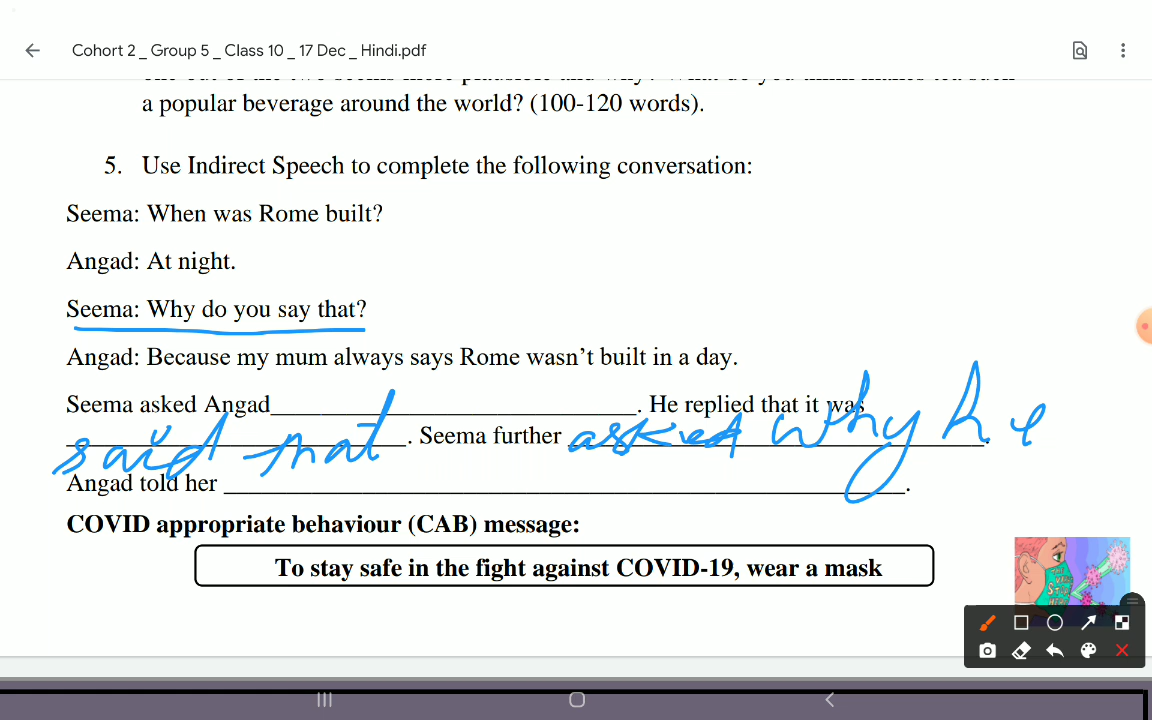 Cohort 2 _ Group 5 _ Class 10 _ 17 Dec _ Hindi.pdf
a popular beverage around the world? (100-120 words).
5. Use Indirect Speech to complete the following conversation:
Seema: When was Rome built?
Angad: At night.
Seema: Why do you say that?
Angad: Because my mum always says Rome wasn't built in a day.
Seema asked Angad______________________________. He replied that it was
____________________________. Seema further __________________________________.
said that asked why he
Angad told her ________________________________________________________.
COVID appropriate behaviour (CAB) message:
To stay safe in the fight against COVID-19, wear a mask